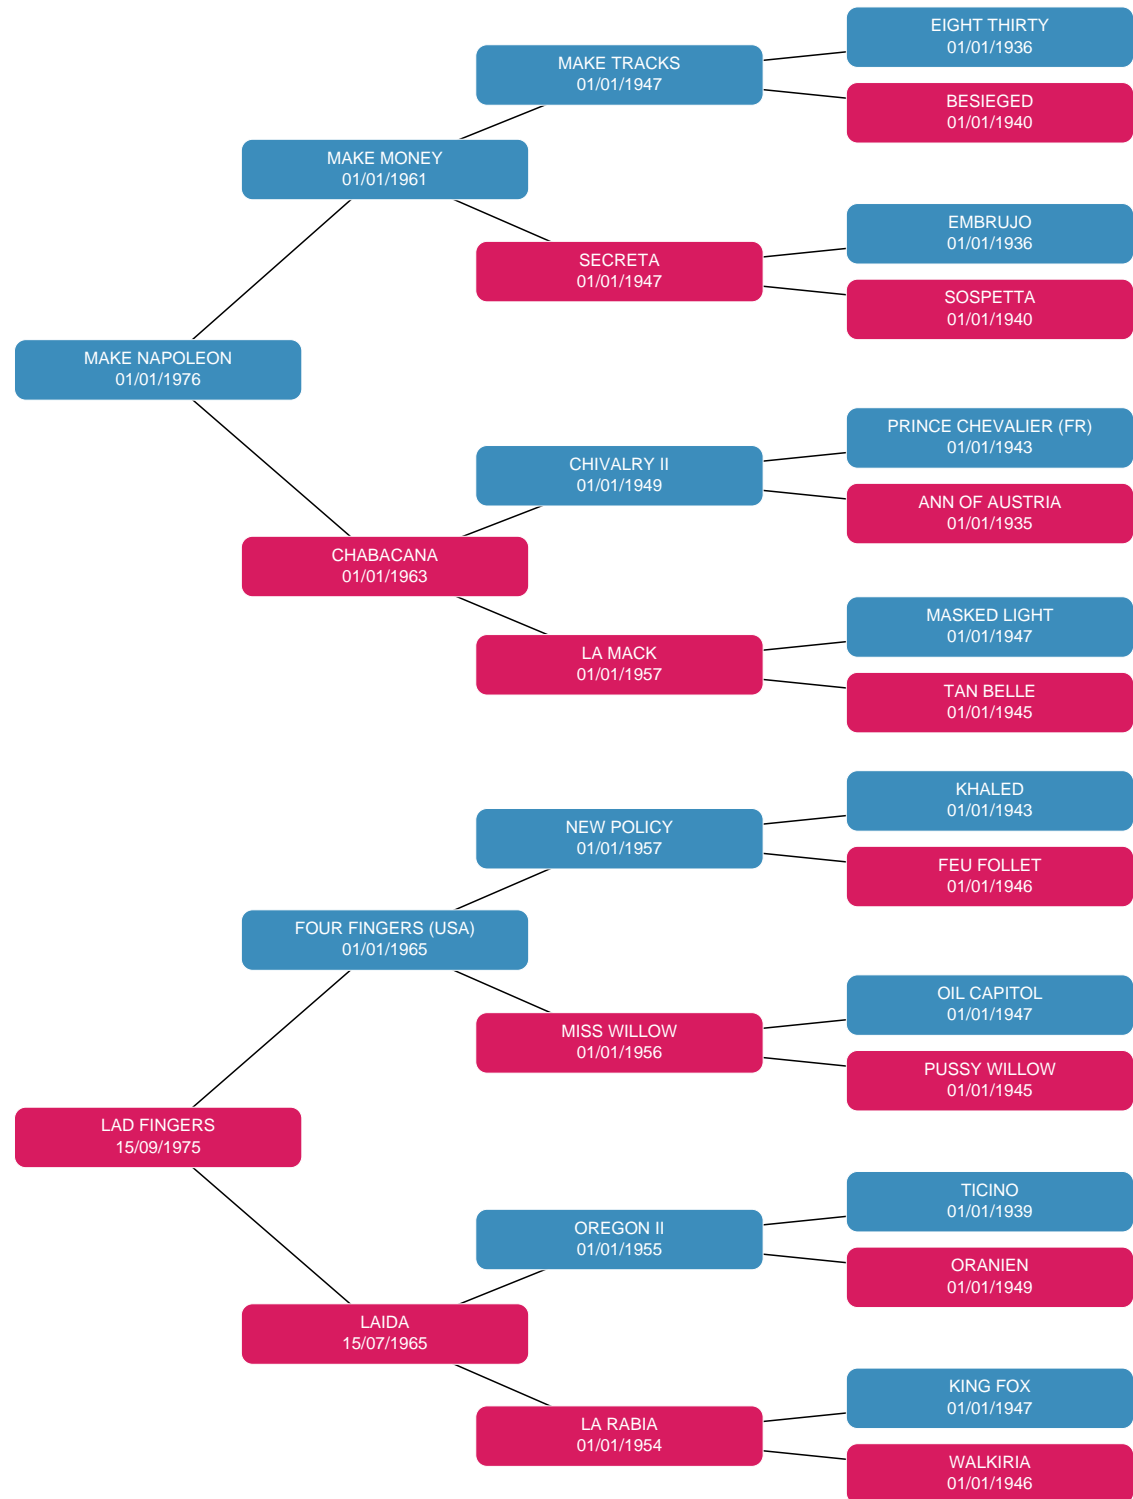 EIGHT THIRTY
01/01/1936
MAKE TRACKS
01/01/1947
BESIEGED
01/01/1940
MAKE MONEY
01/01/1961
EMBRUJO
01/01/1936
SECRETA
01/01/1947
SOSPETTA
01/01/1940
MAKE NAPOLEON
01/01/1976
PRINCE CHEVALIER (FR)
01/01/1943
CHIVALRY II
01/01/1949
ANN OF AUSTRIA
01/01/1935
CHABACANA
01/01/1963
MASKED LIGHT
01/01/1947
LA MACK
01/01/1957
TAN BELLE
01/01/1945
KHALED
01/01/1943
NEW POLICY
01/01/1957
FEU FOLLET
01/01/1946
FOUR FINGERS (USA)
01/01/1965
OIL CAPITOL
01/01/1947
MISS WILLOW
01/01/1956
PUSSY WILLOW
01/01/1945
LAD FINGERS
15/09/1975
TICINO
01/01/1939
OREGON II
01/01/1955
ORANIEN
01/01/1949
LAIDA
15/07/1965
KING FOX
01/01/1947
LA RABIA
01/01/1954
WALKIRIA
01/01/1946